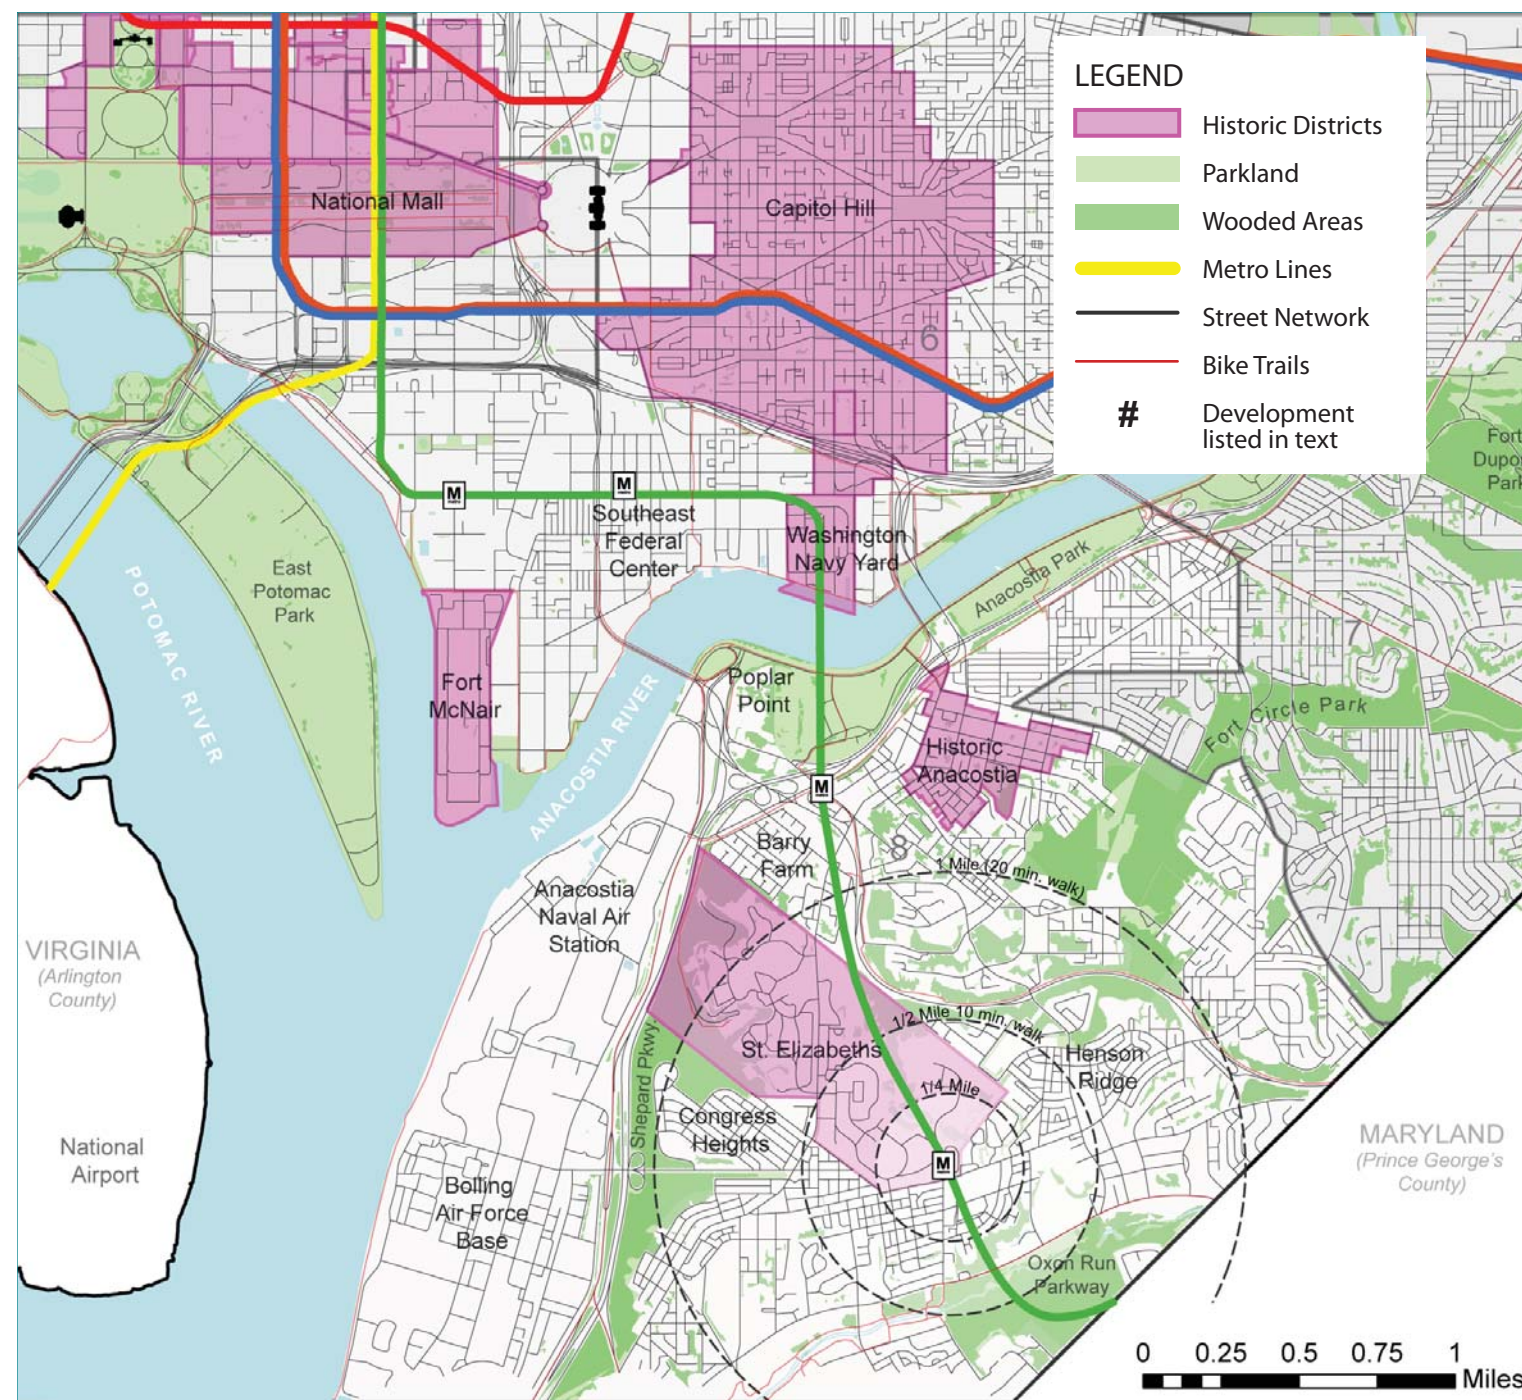 LEGEND
Historic Districts
Parkland
Wooded Areas
Metro Lines
Street Network
Bike Trails
#
Development
listed in text
National Mall
Capitol Hill
6
Fort
Dupo
Park
M
M
Southeast
Federal
Center
Washington
Navy Yard
East
Potomac
Park
POTOMAC RIVER
Anacostia Park
7
Fort
McNair
Poplar
Point
ANACOSTIA RIVER
Fort Circle Park
Historic
Anacostia
M
Barry
Farm
8
1 Mile (20 min. walk)
Anacostia
Naval Air
Station
VIRGINIA
(Arlington
County)
1/2 Mile 10 min. walk
St. Elizabeths
Henson
Ridge
1/4 Mile
Shepard Pkwy.
Congress
Heights
National
Airport
M
MARYLAND
(Prince George's
County)
Bolling
Air Force
Base
Oxon Run
Parkway
0 0.25 0.5 0.75 1
Miles